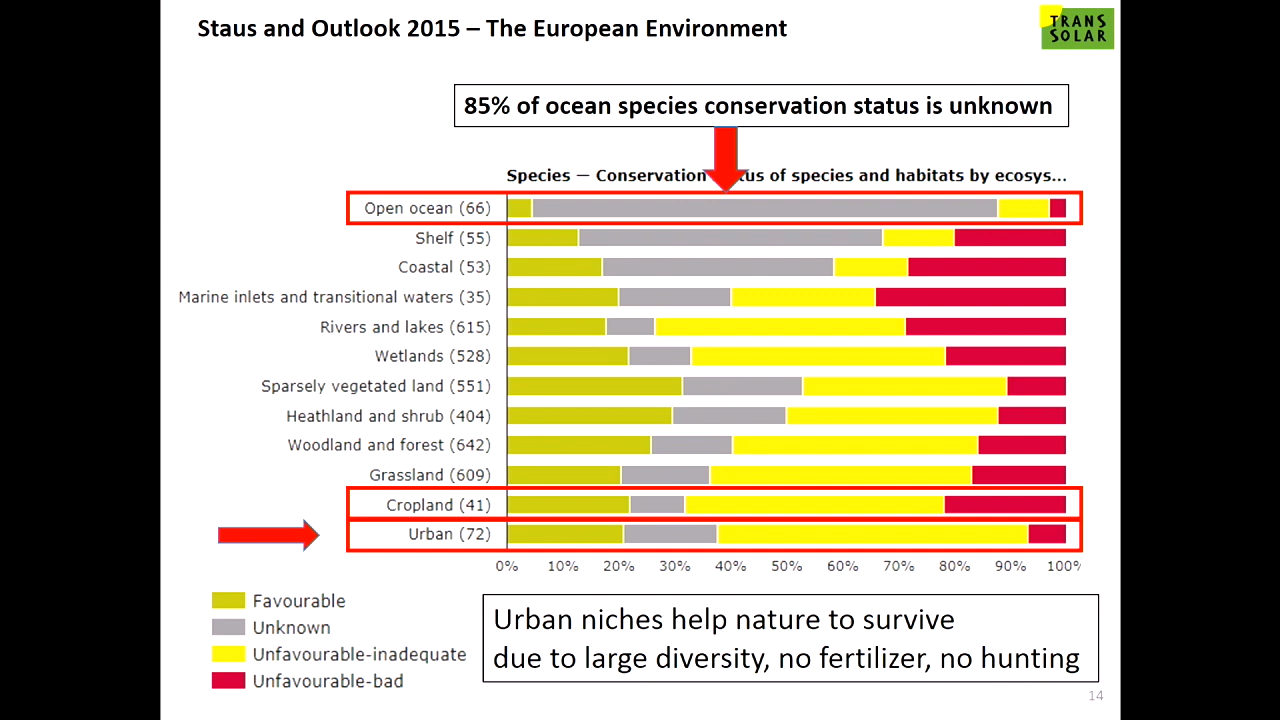 Staus and Outlook 2015 – The European Environment
TRANS
SOLAR
85% of ocean species conservation status is unknown
Species — Conservation tus of species and habitats by ecosys...
Open ocean (66)
Shelf (55)
Coastal (53)
Marine inlets and transitional waters (35)
Rivers and lakes (615)
Wetlands (528)
Sparsely vegetated land (551)
Heathland and shrub (404)
Woodland and forest (642)
Grassland (609)
Cropland (41)
Urban (72)
0% 10% 20% 30% 40% 50% 60% 70% 80% 90% 100%
Favourable
Unknown
Unfavourable-inadequate
Unfavourable-bad
Urban niches help nature to survive
due to large diversity, no fertilizer, no hunting
14